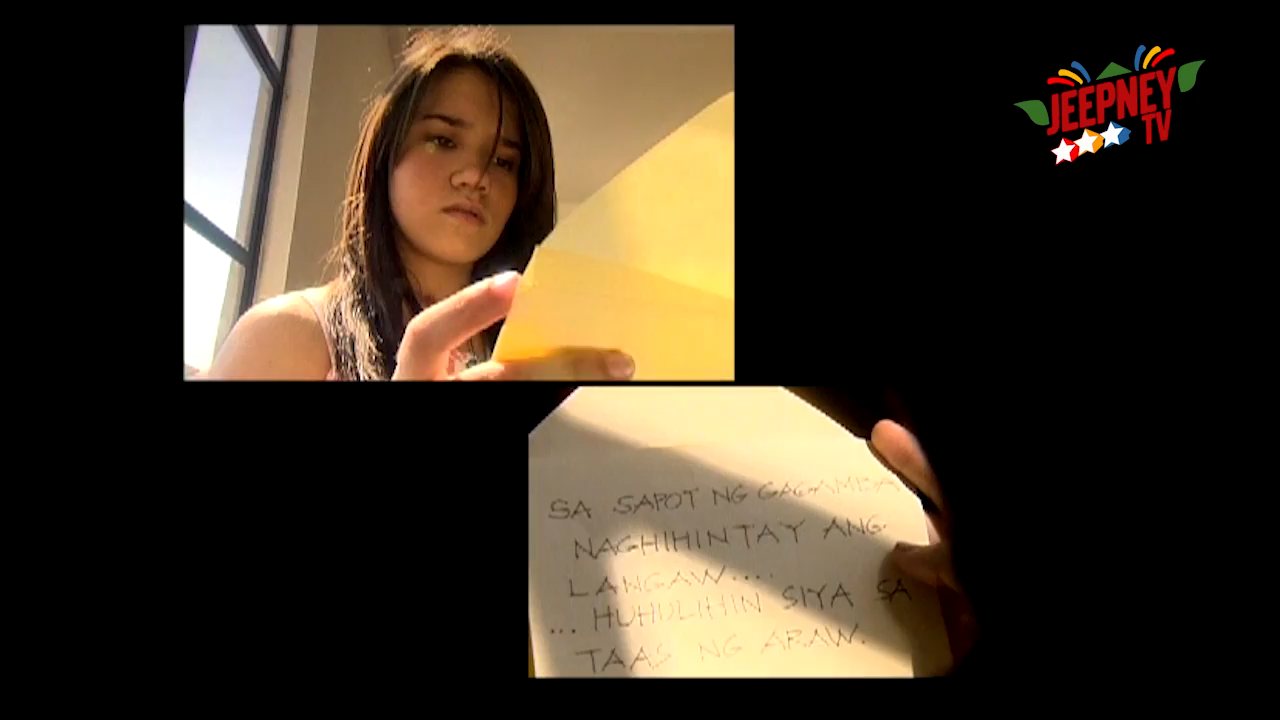 JEEPNEY
TV
SA SAPOT NG GAGAMBA
NAGHIHINTAY ANG
LANGAW....
... HUHULIHIN SIYA SA
TAAS NG ARAW.